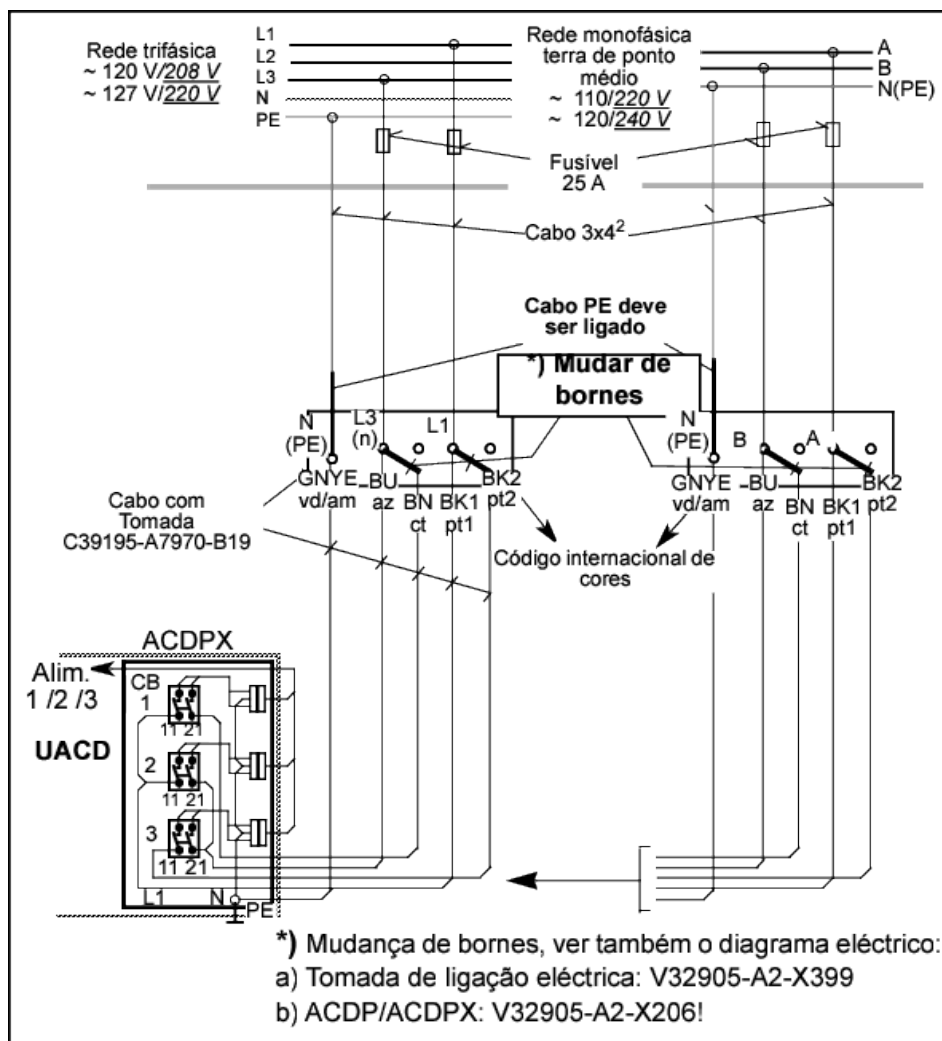 Rede trifásica
~ 120 V/208 V
~ 127 V/220 V
L1
L2
L3
N
PE
Rede monofásica
terra de ponto
médio
~ 110/220 V
~ 120/240 V
A
B
N(PE)
Fusível
25 A
Cabo 3x4²
Cabo PE deve
ser ligado
*) Mudar de
bornes
N
(PE)
L3
(n)
L1
GNYE
vd/am
BU
az
BN
ct
BK1
pt1
BK2
pt2
N
(PE)
B
A
GNYE
vd/am
BU
az
BN
ct
BK1
pt1
BK2
pt2
Cabo com
Tomada
C39195-A7970-B19
Código internacional de
cores
ACDPX
Alim.
1 /2 /3
UACD
CB
1
11 21
2
11 21
3
11 21
L1
N
PE
*) Mudança de bornes, ver também o diagrama eléctrico:
a) Tomada de ligação eléctrica: V32905-A2-X399
b) ACDP/ACDPX: V32905-A2-X206!